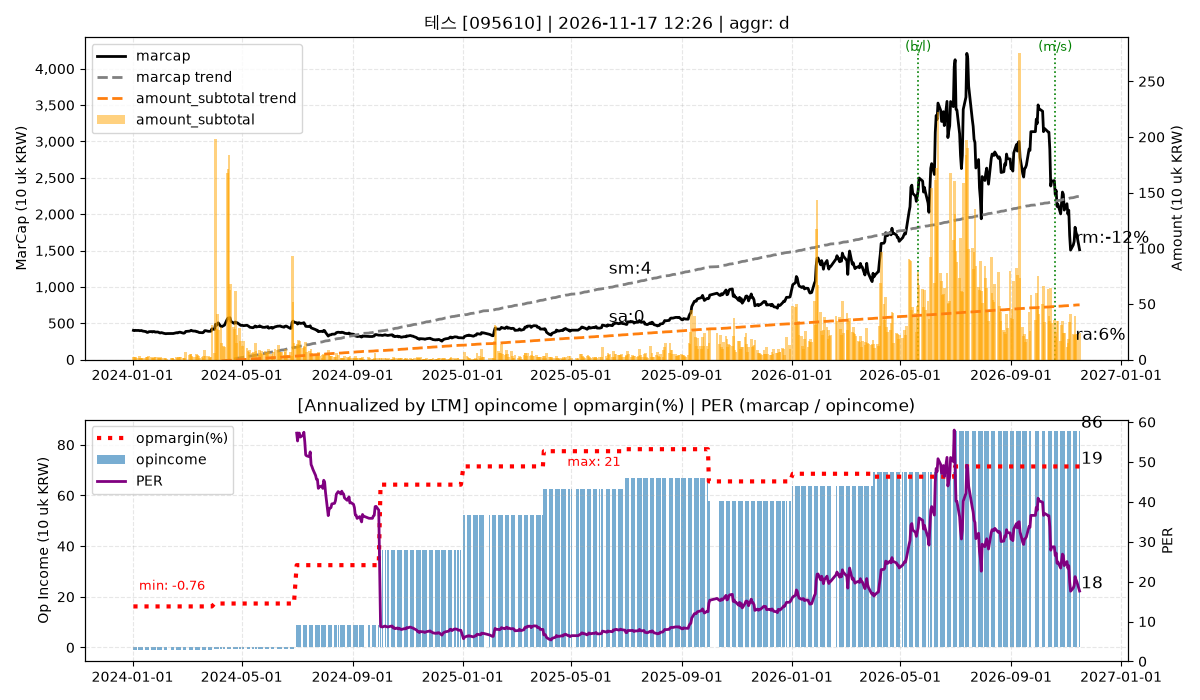 테스 [095610] | 2026-11-17 12:26 | aggr: d
(b/l)
(m/s)
marcap
marcap trend
amount_subtotal trend
amount_subtotal
MarCap (10 uk KRW)
4,000
3,500
3,000
2,500
2,000
1,500
1,000
500
0
250
200
150
100
50
0
Amount (10 uk KRW)
sm:4
sa:0
rm:-12%
ra:6%
2024-01-01
2024-05-01
2024-09-01
2025-01-01
2025-05-01
2025-09-01
2026-01-01
2026-05-01
2026-09-01
2027-01-01
[Annualized by LTM] opincome | opmargin(%) | PER (marcap / opincome)
opmargin(%)
opincome
PER
Op Income (10 uk KRW)
80
60
40
20
0
60
50
40
30
20
10
0
PER
min: -0.76
max: 21
86
19
18
2024-01-01
2024-05-01
2024-09-01
2025-01-01
2025-05-01
2025-09-01
2026-01-01
2026-05-01
2026-09-01
2027-01-01